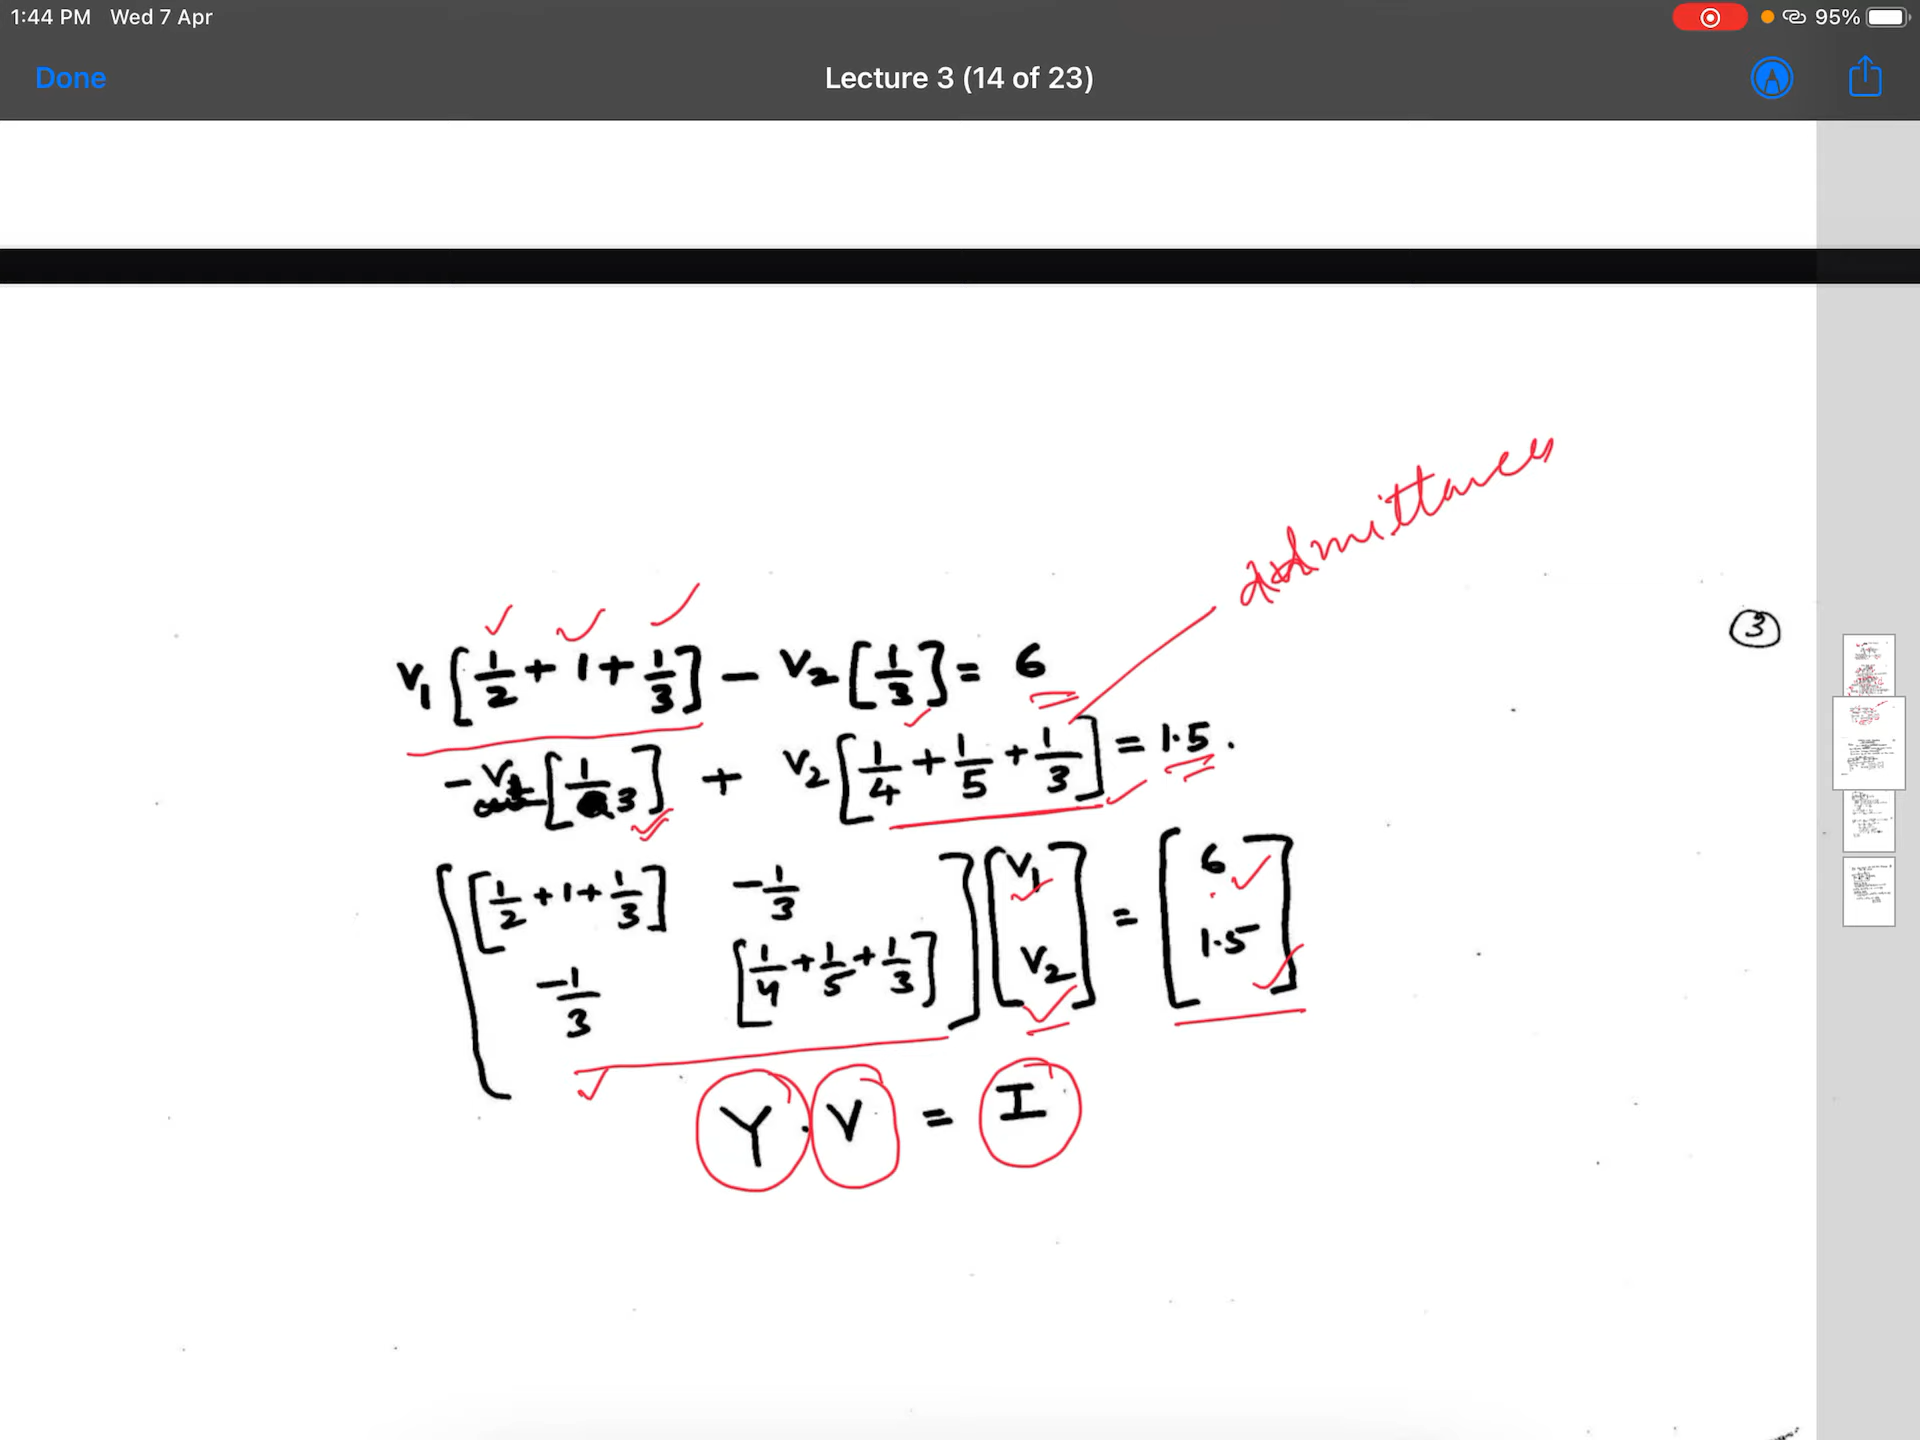 1:44 PM Wed 7 Apr
95%
Done
Lecture 3 (14 of 23)
admittances
3
V1 [1/2 + 1 + 1/3] - V2 [1/3] = 6
- V1 [1/3] + V2 [1/4 + 1/5 + 1/3] = 1.5.
[[1/2 + 1 + 1/3] -1/3] [V1] = [6]
[-1/3 [1/4 + 1/5 + 1/3]] [V2] [1.5]
Y . V = I